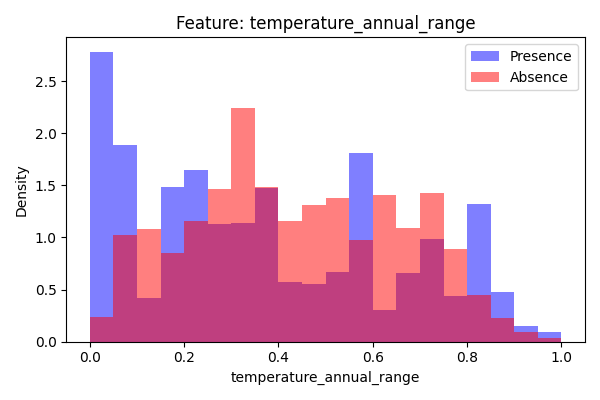 Feature: temperature_annual_range
Presence
Absence
Density
2.5
2.0
1.5
1.0
0.5
0.0
0.0 0.2 0.4 0.6 0.8 1.0
temperature_annual_range